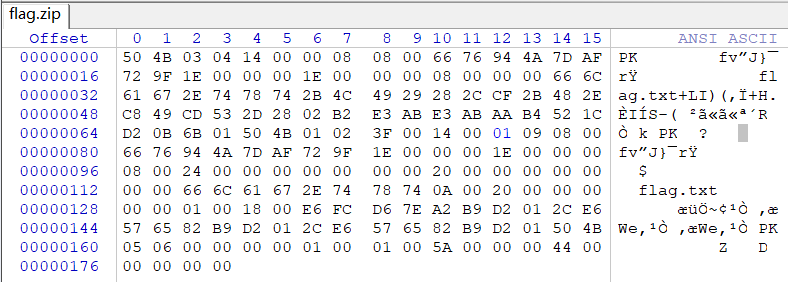 flag.zip
Offset 0 1 2 3 4 5 6 7 8 9 10 11 12 13 14 15 ANSI ASCII
00000000 50 4B 03 04 14 00 00 08 08 00 66 76 94 4A 7D AF PK fv”J}¯
00000016 72 9F 1E 00 00 00 1E 00 00 00 08 00 00 00 66 6C rŸ fl
00000032 61 67 2E 74 78 74 2B 4C 49 29 28 2C CF 2B 48 2E ag.txt+LI)(,Ï+H.
00000048 C8 49 CD 53 2D 28 02 B2 E3 AB E3 AB AA B4 52 1C ÈIÍS-( ²ã«ã«ª´R
00000064 D2 0B 6B 01 50 4B 01 02 3F 00 14 00 01 09 08 00 Ò k PK ?
00000080 66 76 94 4A 7D AF 72 9F 1E 00 00 00 1E 00 00 00 fv”J}¯rŸ
00000096 08 00 24 00 00 00 00 00 00 00 20 00 00 00 00 00 $
00000112 00 00 66 6C 61 67 2E 74 78 74 0A 00 20 00 00 00 flag.txt
00000128 00 00 01 00 18 00 E6 FC D6 7E A2 B9 D2 01 2C E6 æüÖ~¢¹Ò ,æ
00000144 57 65 82 B9 D2 01 2C E6 57 65 82 B9 D2 01 50 4B We‚¹Ò ,æWe‚¹Ò PK
00000160 05 06 00 00 00 00 01 00 01 00 5A 00 00 00 44 00 Z D
00000176 00 00 00 00